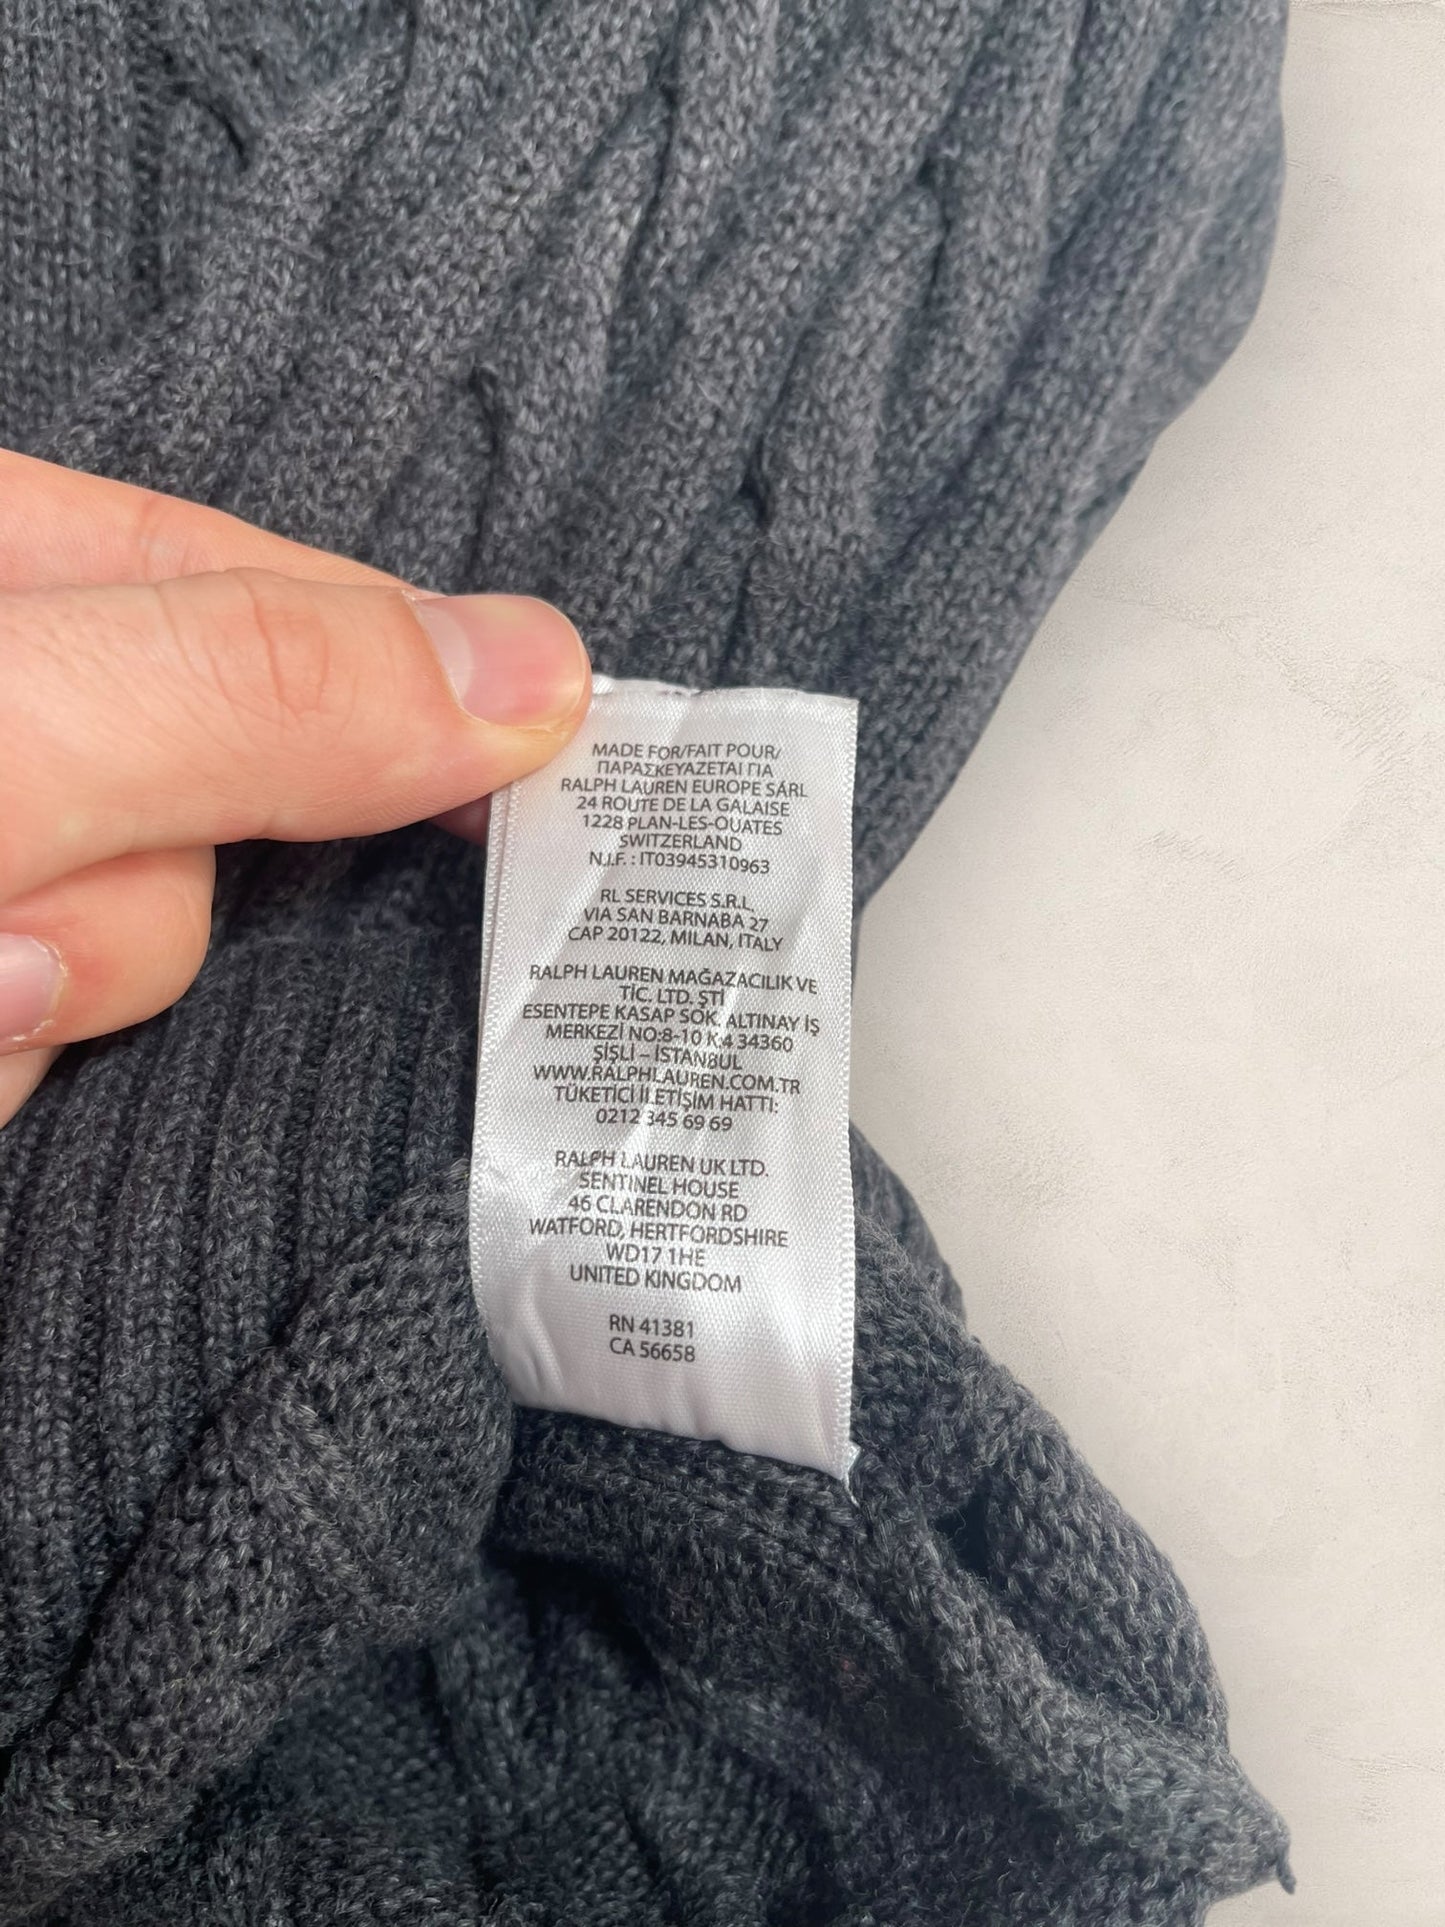 MADE FOR/FAIT POUR/
ΠΑΡΑΣΚΕΥΑΖΕΤΑΙ ΓΙΑ
RALPH LAUREN EUROPE SÁRL
24 ROUTE DE LA GALAISE
1228 PLAN-LES-OUATES
SWITZERLAND
N.I.F. : IT03945310963
RL SERVICES S.R.L.
VIA SAN BARNABA 27
CAP 20122, MILAN, ITALY
RALPH LAUREN MAĞAZACILIK VE
TİC. LTD. ŞTİ
ESENTEPE KASAP SOK. ALTINAY İŞ
MERKEZİ NO:8-10 K:4 34360
ŞİŞLİ – İSTANBUL
WWW.RALPHLAUREN.COM.TR
TÜKETİCİ İLETİŞİM HATTI:
0212 345 69 69
RALPH LAUREN UK LTD.
SENTINEL HOUSE
46 CLARENDON RD
WATFORD, HERTFORDSHIRE
WD17 1HE
UNITED KINGDOM
RN 41381
CA 56658